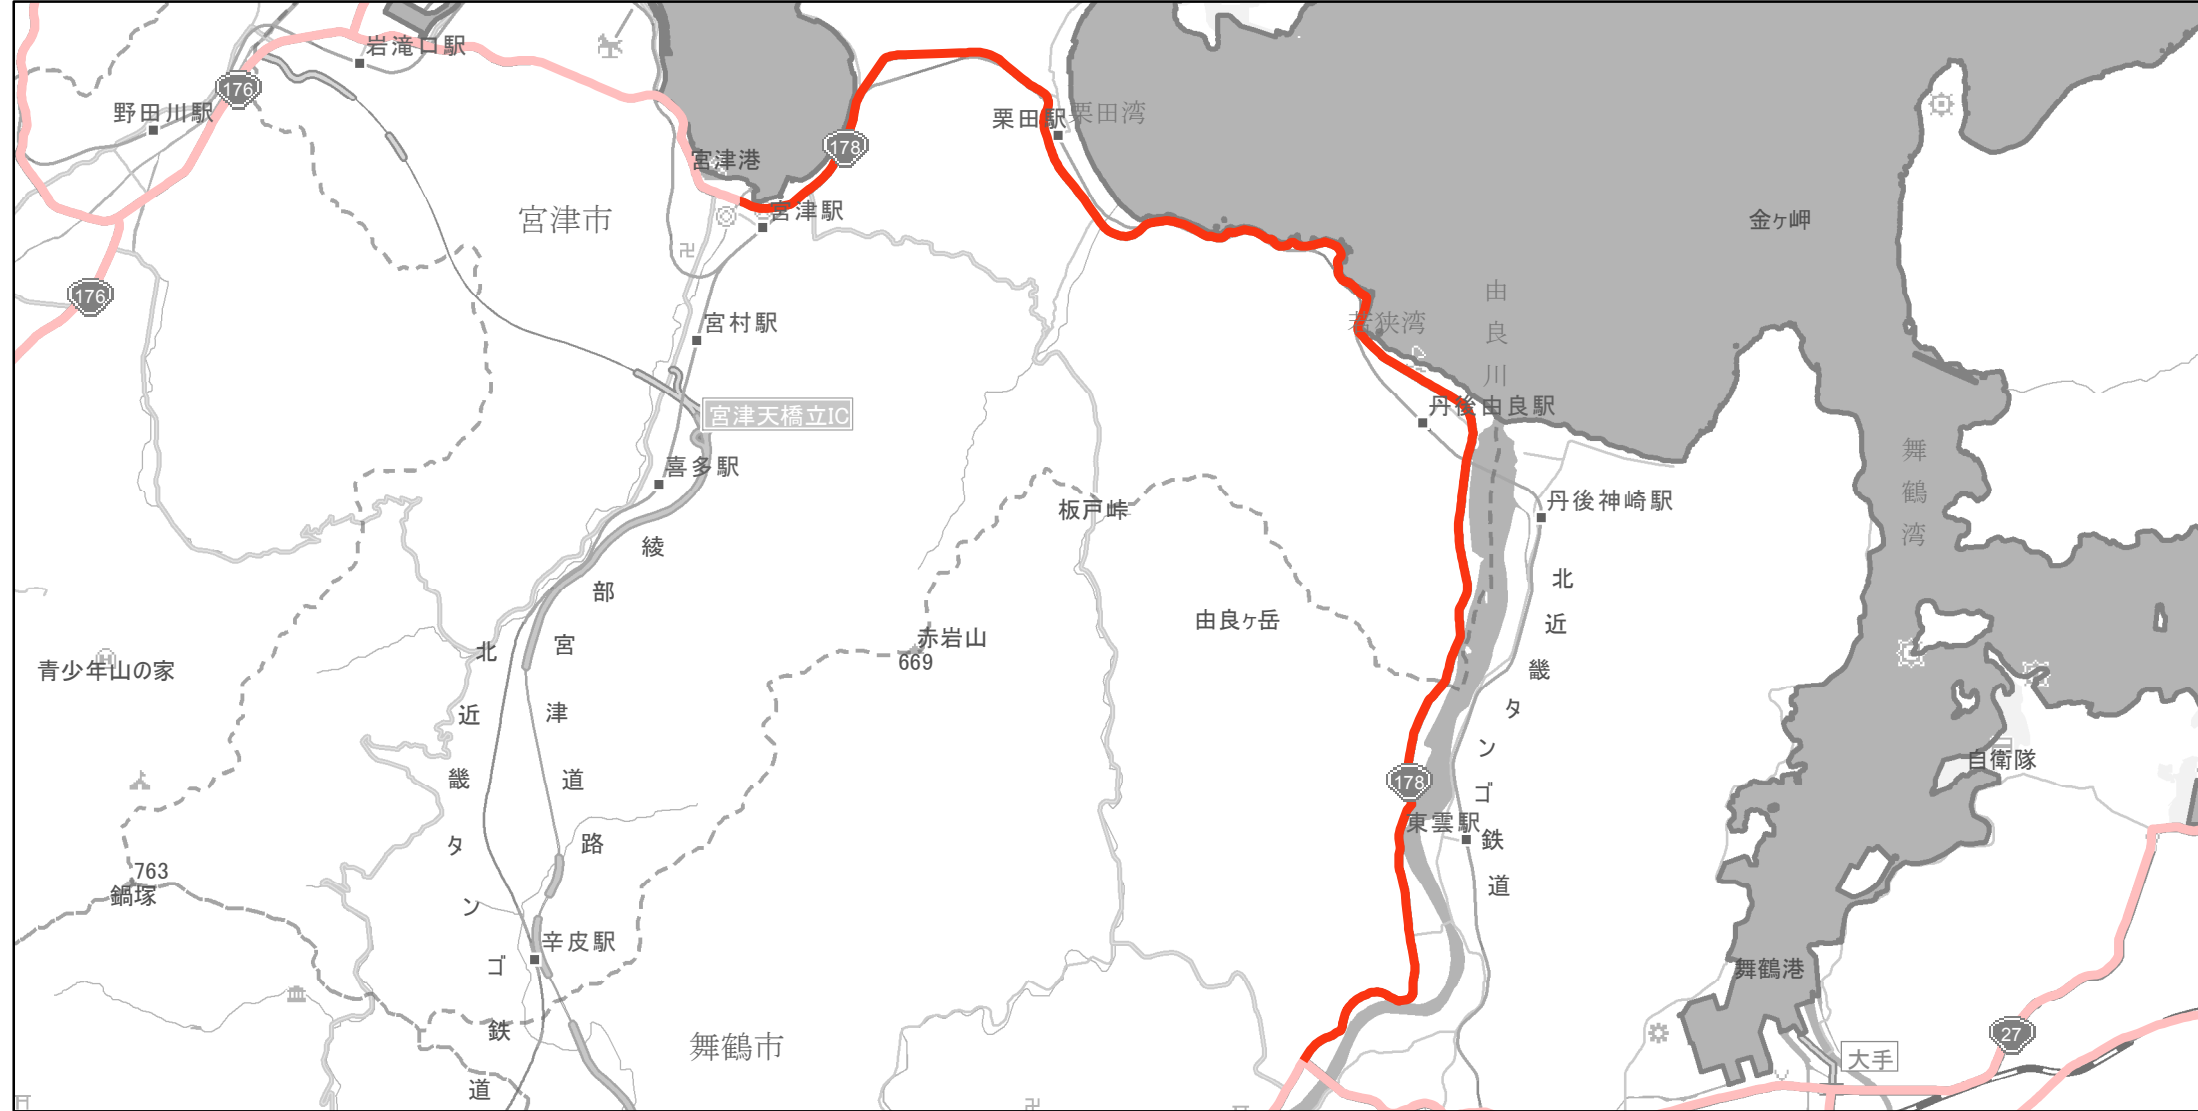 岩滝口駅
176
野田川駅
栗田駅
栗田湾
178
宮津港
宮津駅
宮津市
金ヶ岬
176
由良川
宮村駅
若狭湾
宮津天橋立IC
丹後由良駅
喜多駅
舞鶴湾
板戸峠
丹後神崎駅
綾部宮津道路
北近畿タンゴ鉄道
由良ヶ岳
赤岩山
669
北近畿タンゴ鉄道
青少年山の家
自衛隊
178
東雲駅
763
鍋塚
辛皮駅
舞鶴港
舞鶴市
27
大手